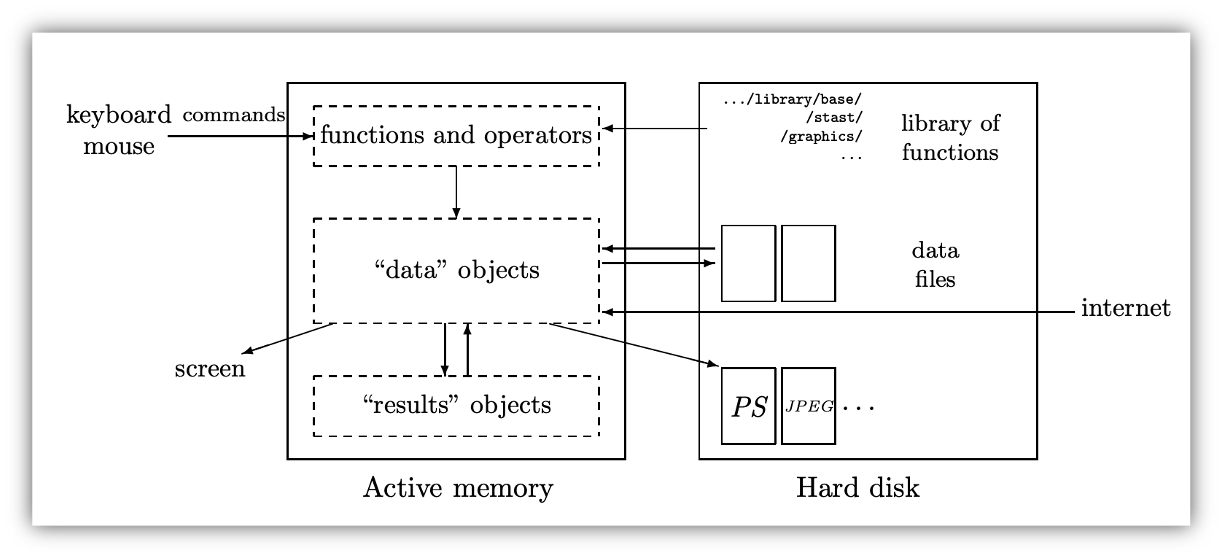 keyboard commands
mouse
functions and operators
.../library/base/
/stast/
/graphics/
...
library of
functions
“data” objects
data
files
internet
screen
“results” objects
PS
JPEG
...
Active memory
Hard disk